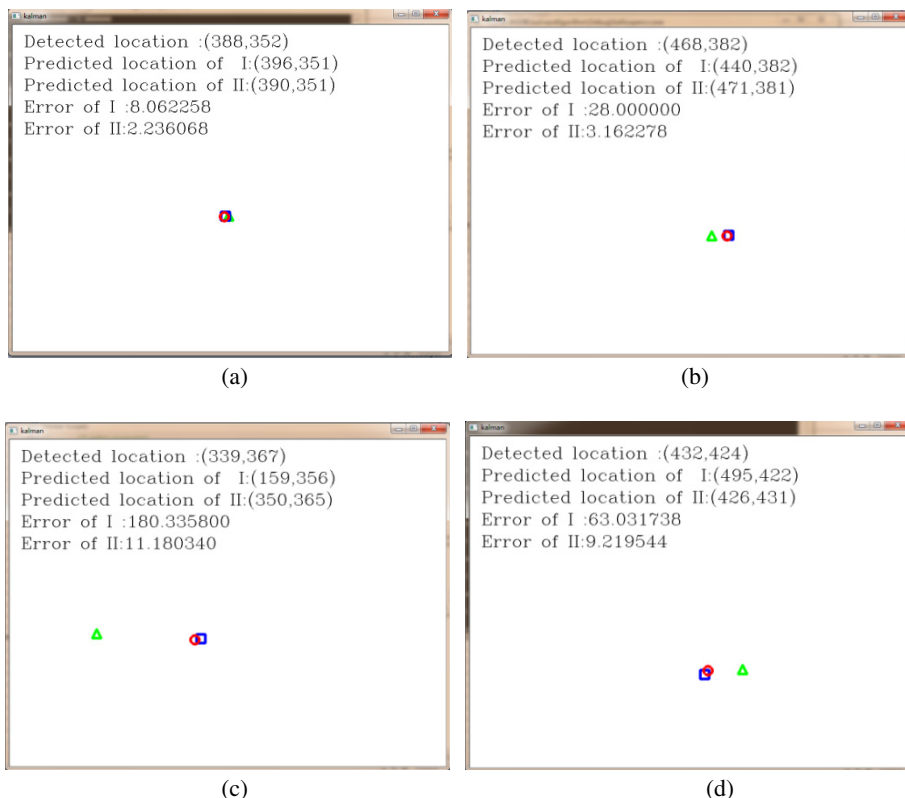 kalman
Detected location :(388,352)
Predicted location of  I:(396,351)
Predicted location of II:(390,351)
Error of I :8.062258
Error of II:2.236068
(a)
kalman
Detected location :(468,382)
Predicted location of  I:(440,382)
Predicted location of II:(471,381)
Error of I :28.000000
Error of II:3.162278
(b)
kalman
Detected location :(339,367)
Predicted location of  I:(159,356)
Predicted location of II:(350,365)
Error of I :180.335800
Error of II:11.180340
(c)
kalman
Detected location :(432,424)
Predicted location of  I:(495,422)
Predicted location of II:(426,431)
Error of I :63.031738
Error of II:9.219544
(d)